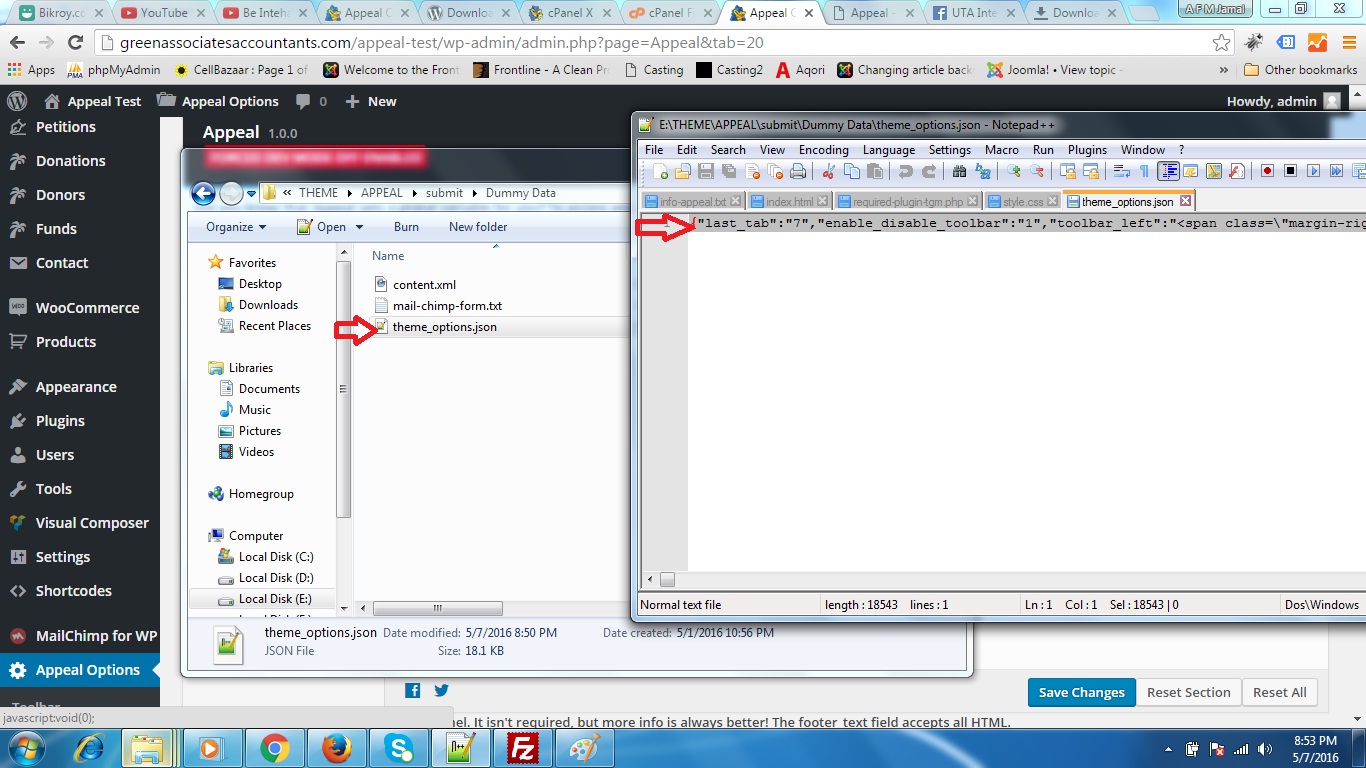 Bikroy.cc
YouTube
Be Inteha
Appeal O
Downloa
cPanel X
cPanel F
Appeal O
Appeal -
UTA Inte
Downloa
A F M Jamal
greenassociatesaccountants.com/appeal-test/wp-admin/admin.php?page=Appeal&tab=20
Apps
phpMyAdmin
CellBazaar : Page 1 of
Welcome to the Front
Frontline - A Clean Pr
Casting
Casting2
Aqori
Changing article back
Joomla! • View topic -
»
Other bookmarks
Appeal Test
Appeal Options
0
New
Howdy, admin
Petitions
Donations
Donors
Funds
Contact
WooCommerce
Products
Appearance
Plugins
Users
Tools
Visual Composer
Settings
Shortcodes
MailChimp for WP
Appeal Options
Toolbar
javascript:void(0);
Appeal 1.0.0
FORCED DEV MODE OFF ENABLED
« THEME APPEAL submit Dummy Data
Organize
Open
Burn
New folder
Favorites
Desktop
Downloads
Recent Places
Libraries
Documents
Music
Pictures
Videos
Homegroup
Computer
Local Disk (C:)
Local Disk (D:)
Local Disk (E:)
Name
content.xml
mail-chimp-form.txt
theme_options.json
theme_options.json Date modified: 5/7/2016 8:50 PM Date created: 5/1/2016 10:56 PM
JSON File Size: 18.1 KB
E:\THEME\APPEAL\submit\Dummy Data\theme_options.json - Notepad++
File Edit Search View Encoding Language Settings Macro Run Plugins Window ?
info-appeal.txt
index.html
required-plugin-tgm.php
style.css
theme_options.json
1 {"last_tab":"7","enable_disable_toolbar":"1","toolbar_left":"<span class=\"margin-rig
Normal text file
length : 18543 lines : 1
Ln : 1 Col : 1 Sel : 18543 | 0
Dos\Windows
Save Changes
Reset Section
Reset All
nel. It isn't required, but more info is always better! The footer_text field accepts all HTML.
8:53 PM
5/7/2016